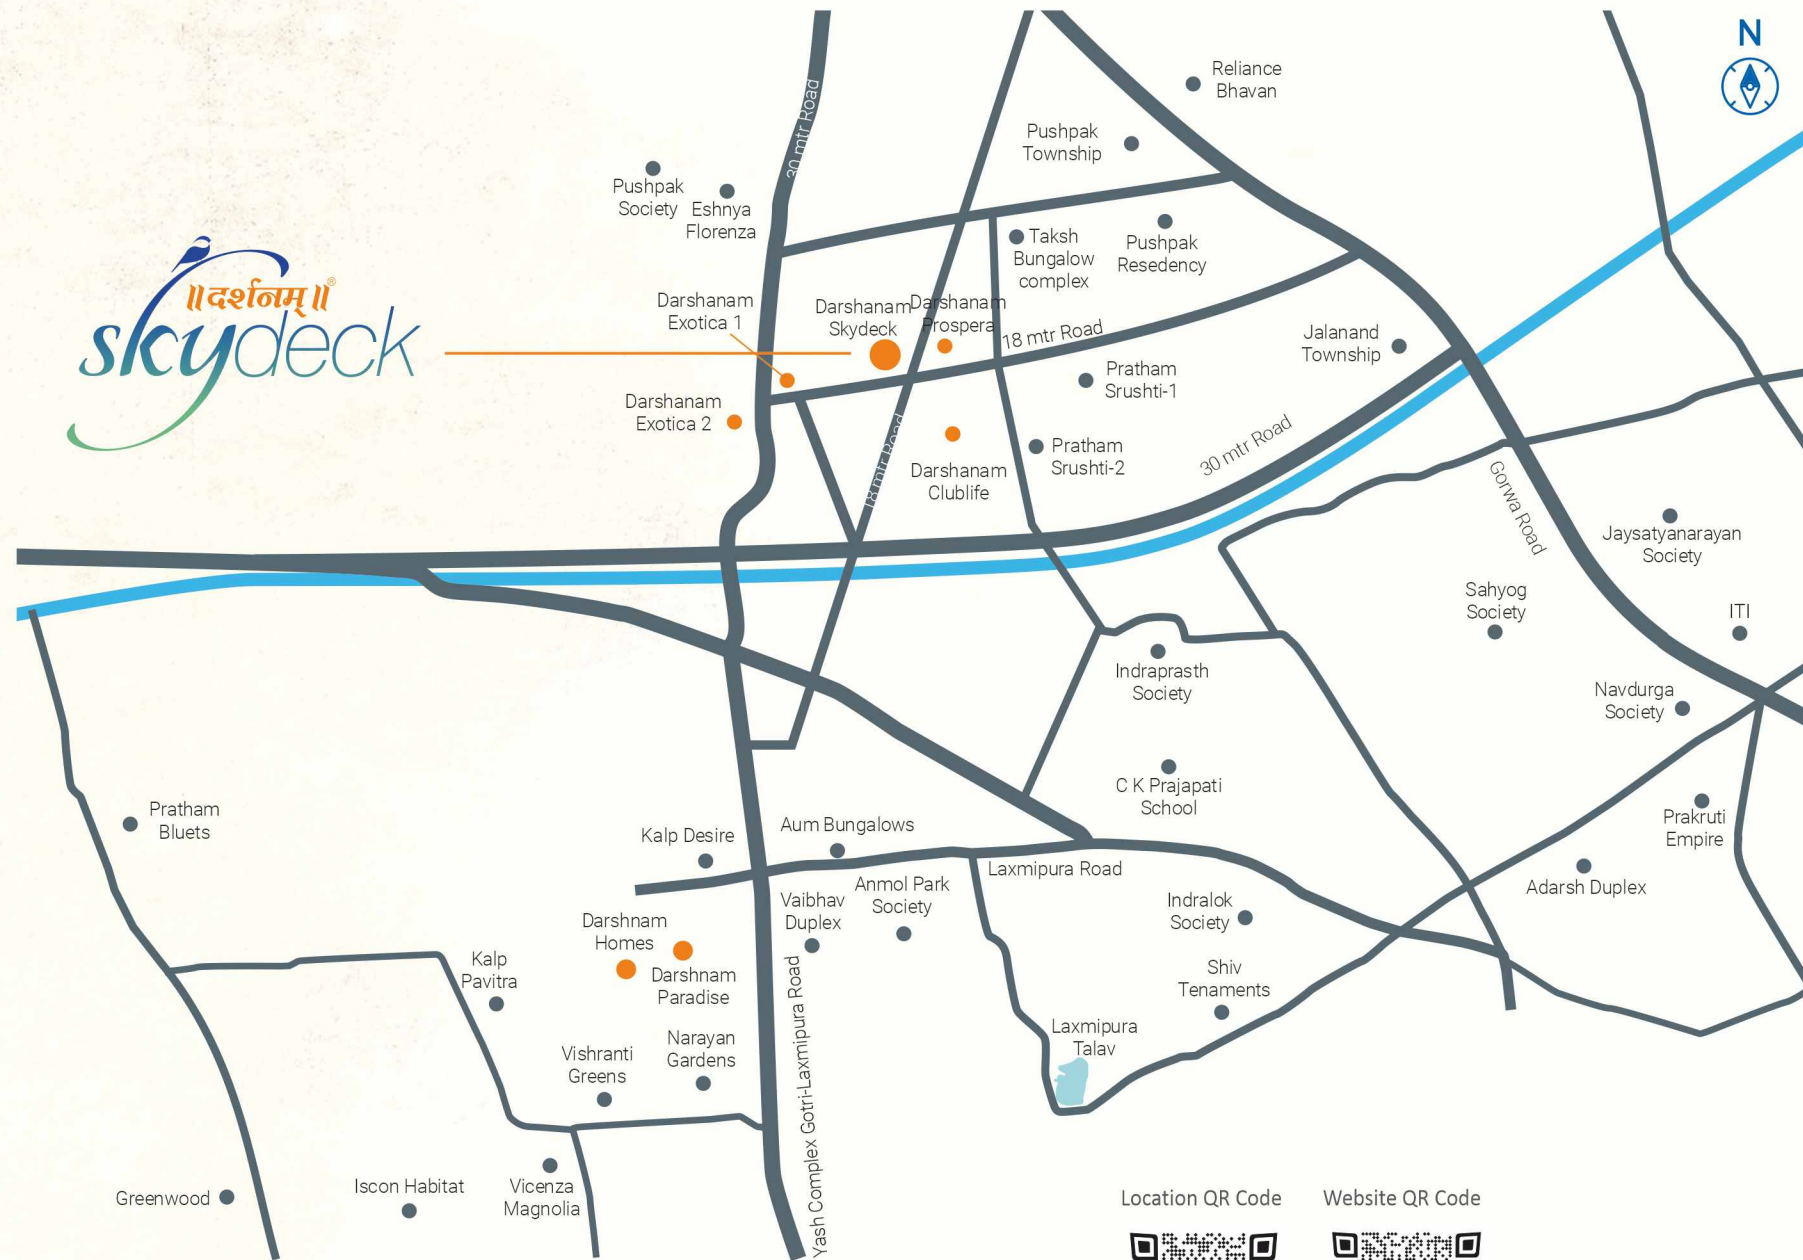 N
Reliance
Bhavan
30 mtr Road
Pushpak
Township
Pushpak
Society
Eshnya
Florenza
Taksh
Bungalow
complex
Pushpak
Resedency
॥दर्शनम्॥®
skydeck
Darshanam
Exotica 1
Darshanam
Skydeck
Darshanam
Prospera
18 mtr Road
Jalanand
Township
Pratham
Srushti-1
Darshanam
Exotica 2
18 mtr Road
Darshanam
Clublife
Pratham
Srushti-2
30 mtr Road
Gorwa Road
Jaysatyanarayan
Society
Sahyog
Society
ITI
Indraprasth
Society
Navdurga
Society
C K Prajapati
School
Pratham
Bluets
Kalp Desire
Aum Bungalows
Prakruti
Empire
Laxmipura Road
Adarsh Duplex
Vaibhav
Duplex
Anmol Park
Society
Indralok
Society
Darshnam
Homes
Darshnam
Paradise
Kalp
Pavitra
Shiv
Tenaments
Laxmipura
Talav
Narayan
Gardens
Vishranti
Greens
Yash Complex Gotri-Laxmipura Road
Greenwood
Iscon Habitat
Vicenza
Magnolia
Location QR Code
Website QR Code